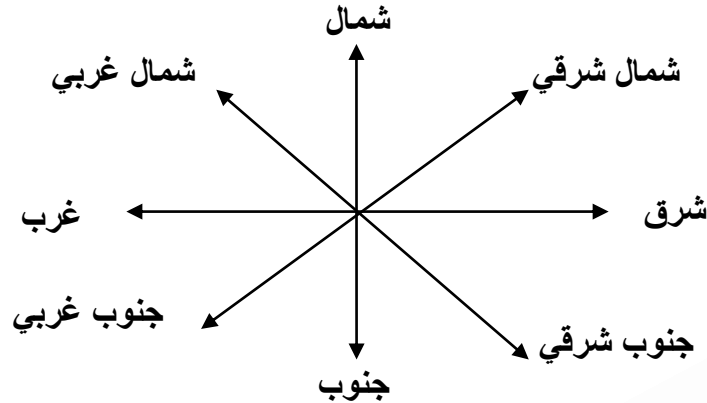 شمال
شمال شرقي
شمال غربي
شرق
غرب
جنوب غربي
جنوب شرقي
جنوب